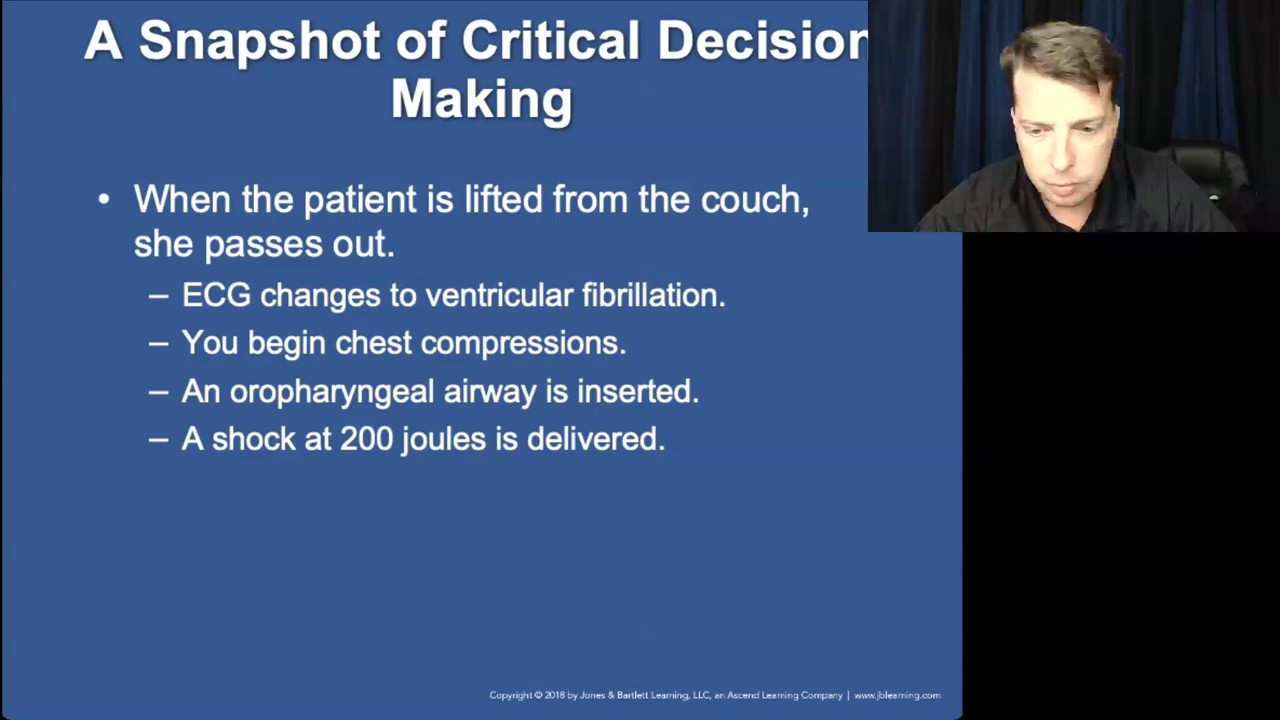 A Snapshot of Critical Decision
Making
• When the patient is lifted from the couch,
she passes out.
– ECG changes to ventricular fibrillation.
– You begin chest compressions.
– An oropharyngeal airway is inserted.
– A shock at 200 joules is delivered.
Copyright © 2018 by Jones & Bartlett Learning, LLC, an Ascend Learning Company | www.jblearning.com